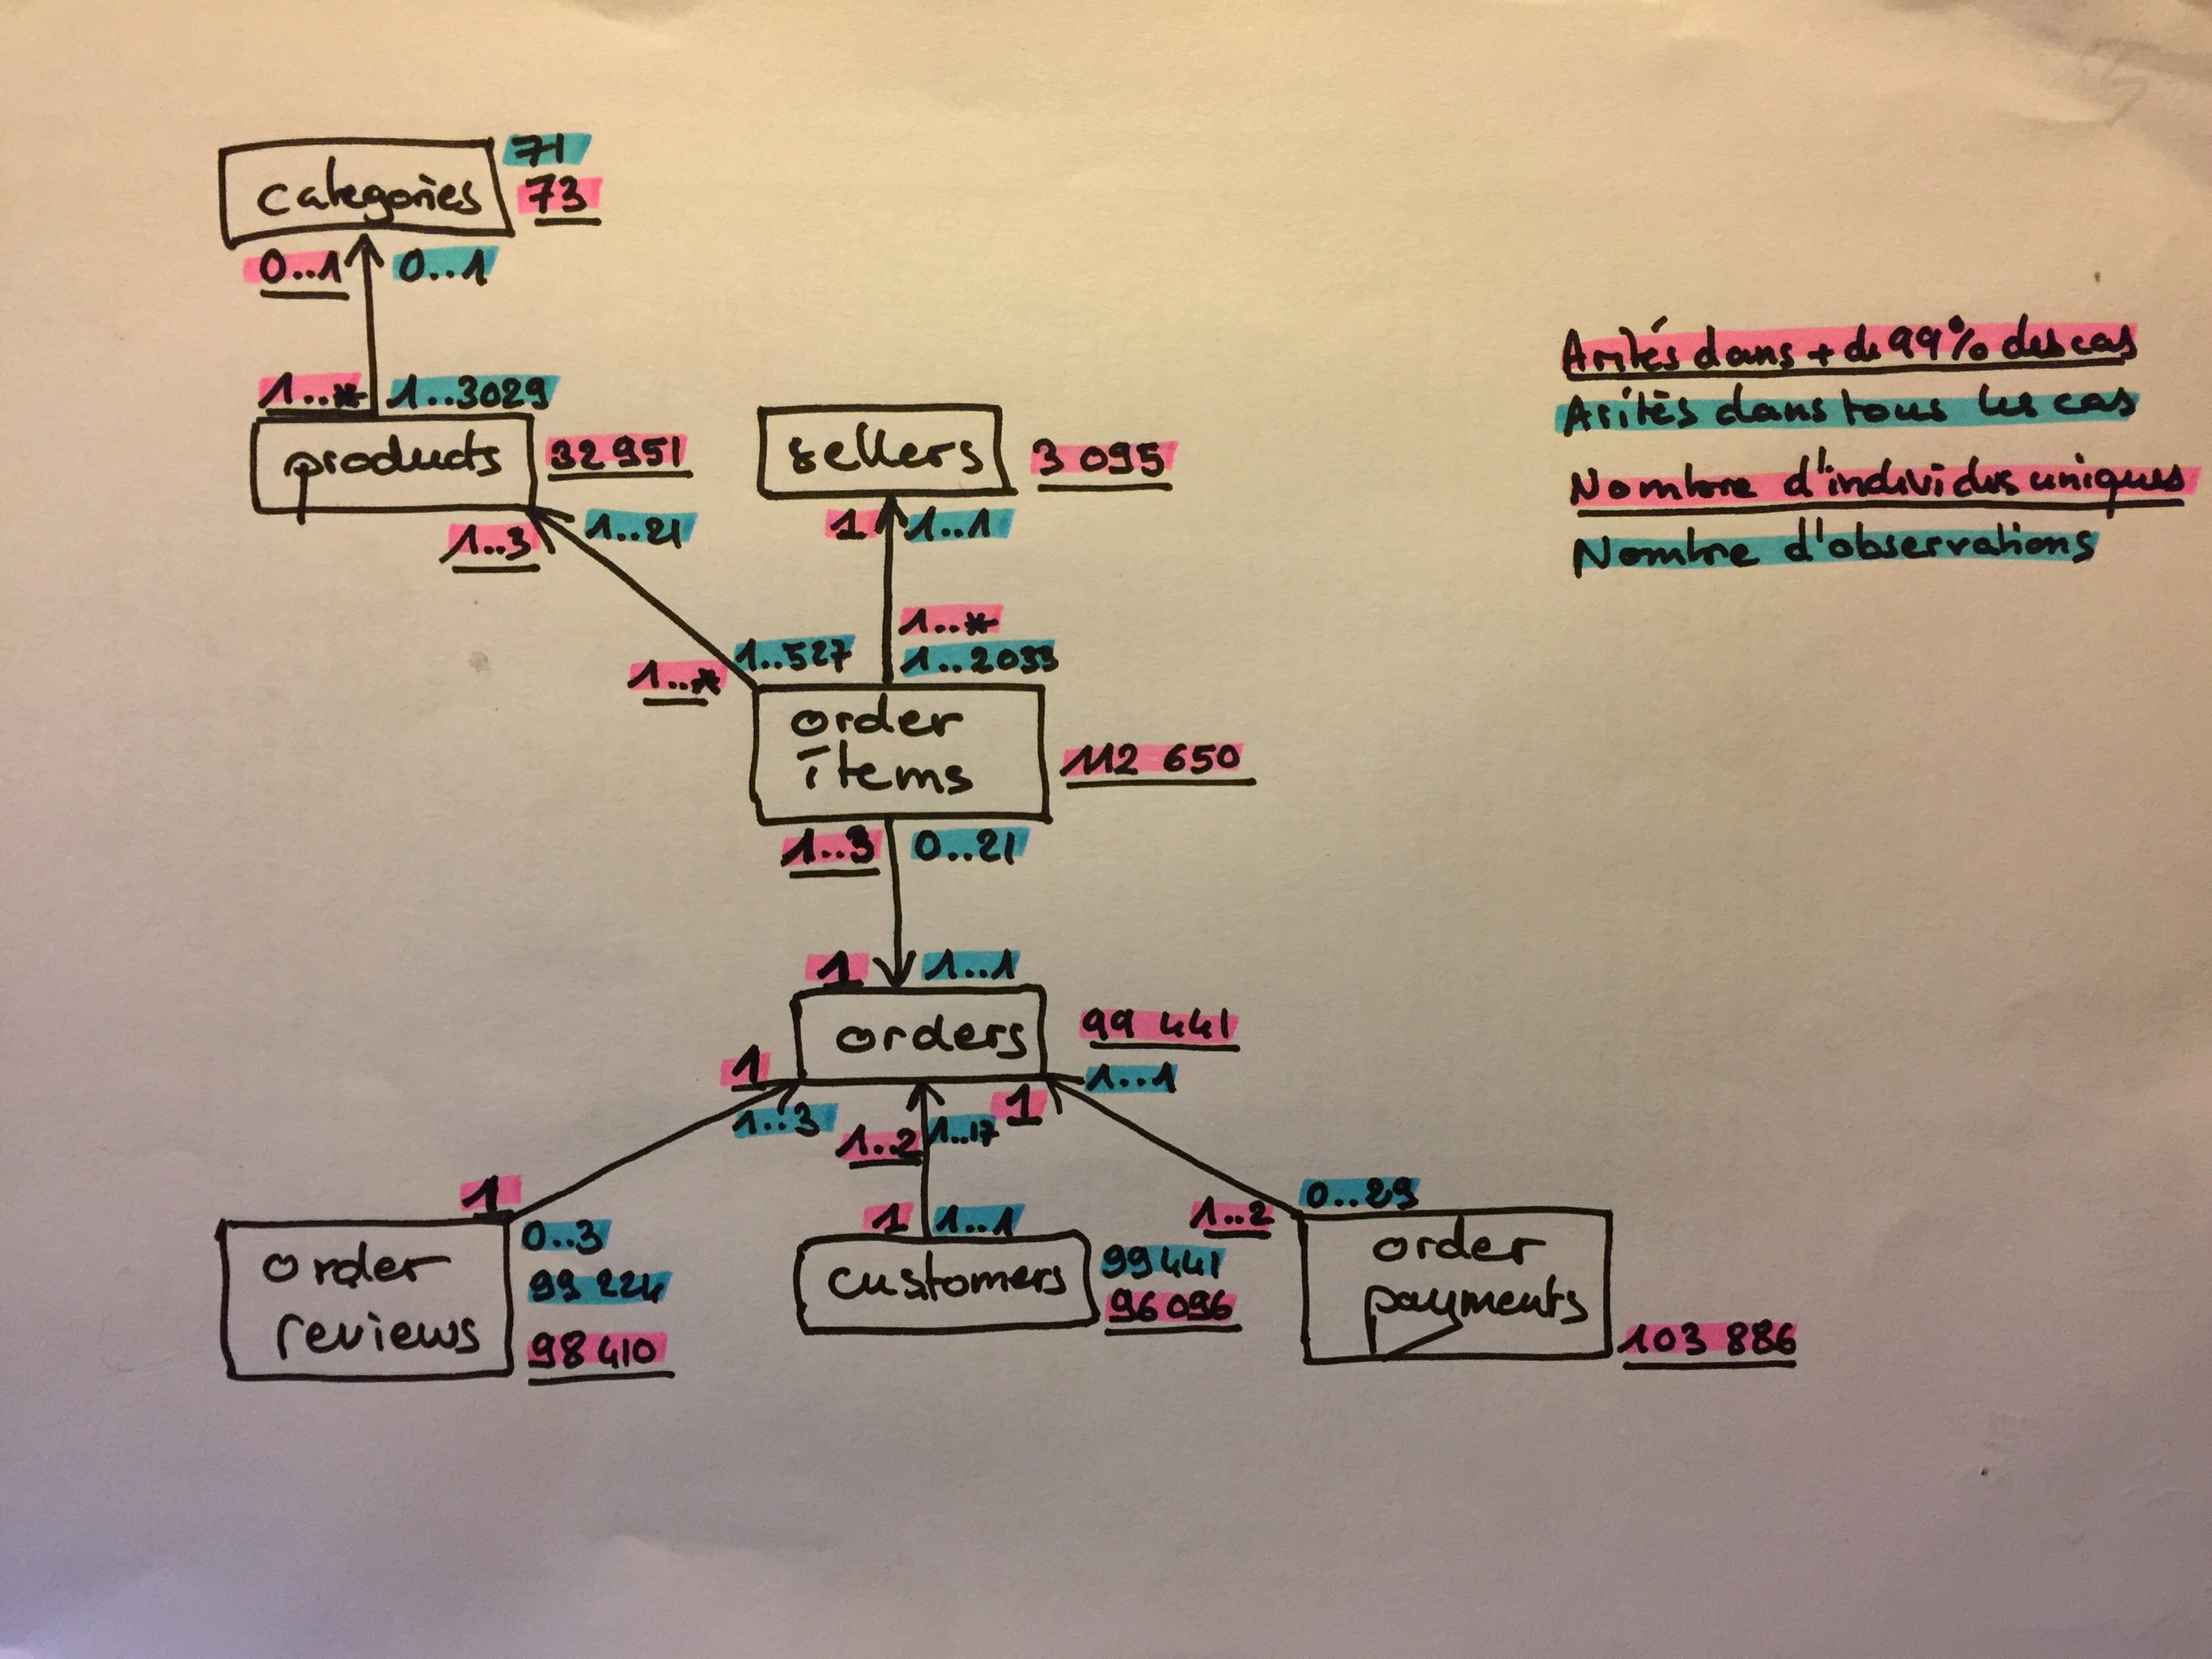 categories
71
73
0..1
0..1
1..*
1..3029
products
32 951
sellers
3 095
1..3
1..21
1
1..1
1..*
1..527
1..*
1..2033
order
items
112 650
1..3
0..21
1
1..1
orders
99 441
1
1..3
1..2
1..17
1
1..1
1
0..3
order
reviews
99 224
98 410
1
1..1
customers
99 441
96 096
1..2
0..29
order
payments
103 886
Arités dans + de 99% des cas
Arités dans tous les cas
Nombre d'individus uniques
Nombre d'observations